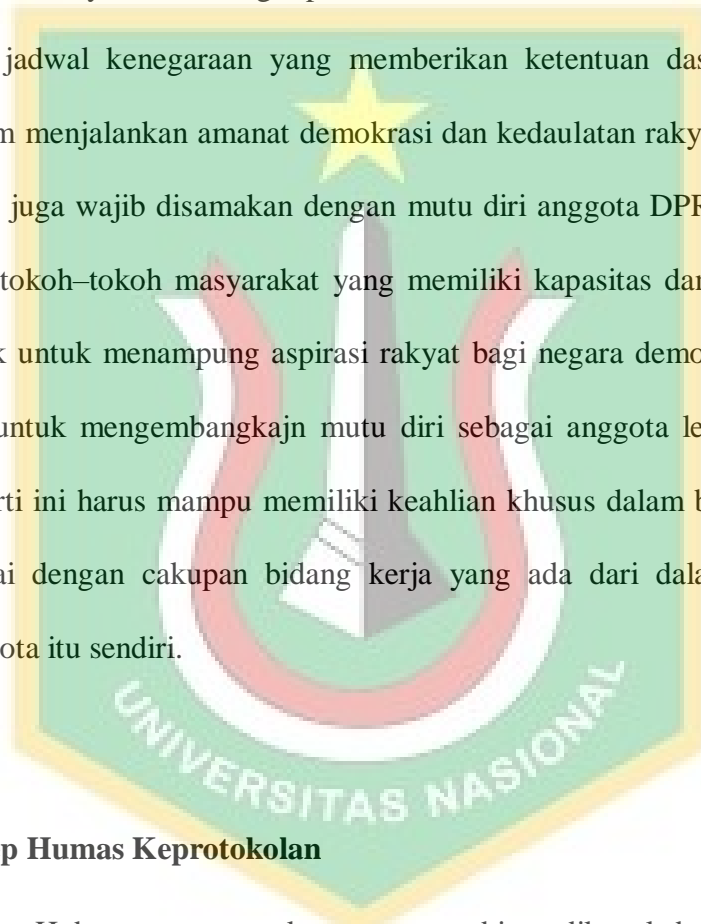 jadwal kenegaraan yang memberikan ketentuan das
m menjalankan amanat demokrasi dan kedaulatan raky
juga wajib disamakan dengan mutu diri anggota DPR
tokoh–tokoh masyarakat yang memiliki kapasitas dan
k untuk menampung aspirasi rakyat bagi negara demo
untuk mengembangkajn mutu diri sebagai anggota le
rti ini harus mampu memiliki keahlian khusus dalam b
ai dengan cakupan bidang kerja yang ada dari dala
ota itu sendiri.
UNIVERSITAS NASIONAL
p Humas Keprotokolan